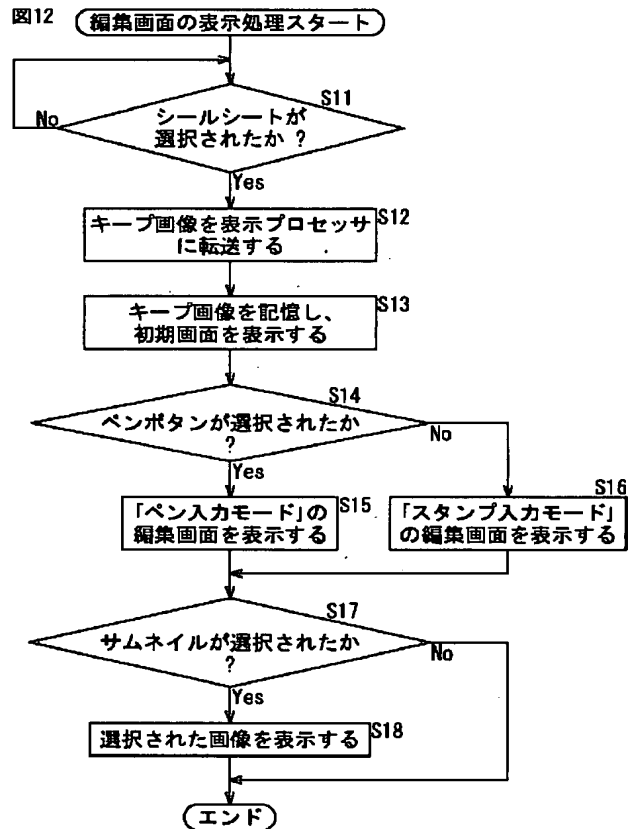 図12
編集画面の表示処理スタート
S11
シールシートが
選択されたか ?
No
Yes
S12
キープ画像を表示プロセッサ
に転送する
S13
キープ画像を記憶し、
初期画面を表示する
S14
ペンボタンが選択されたか
?
No
Yes
S15
「ペン入力モード」の
編集画面を表示する
S16
「スタンプ入力モード」
の編集画面を表示する
S17
サムネイルが選択されたか
?
No
Yes
S18
選択された画像を表示する
エンド